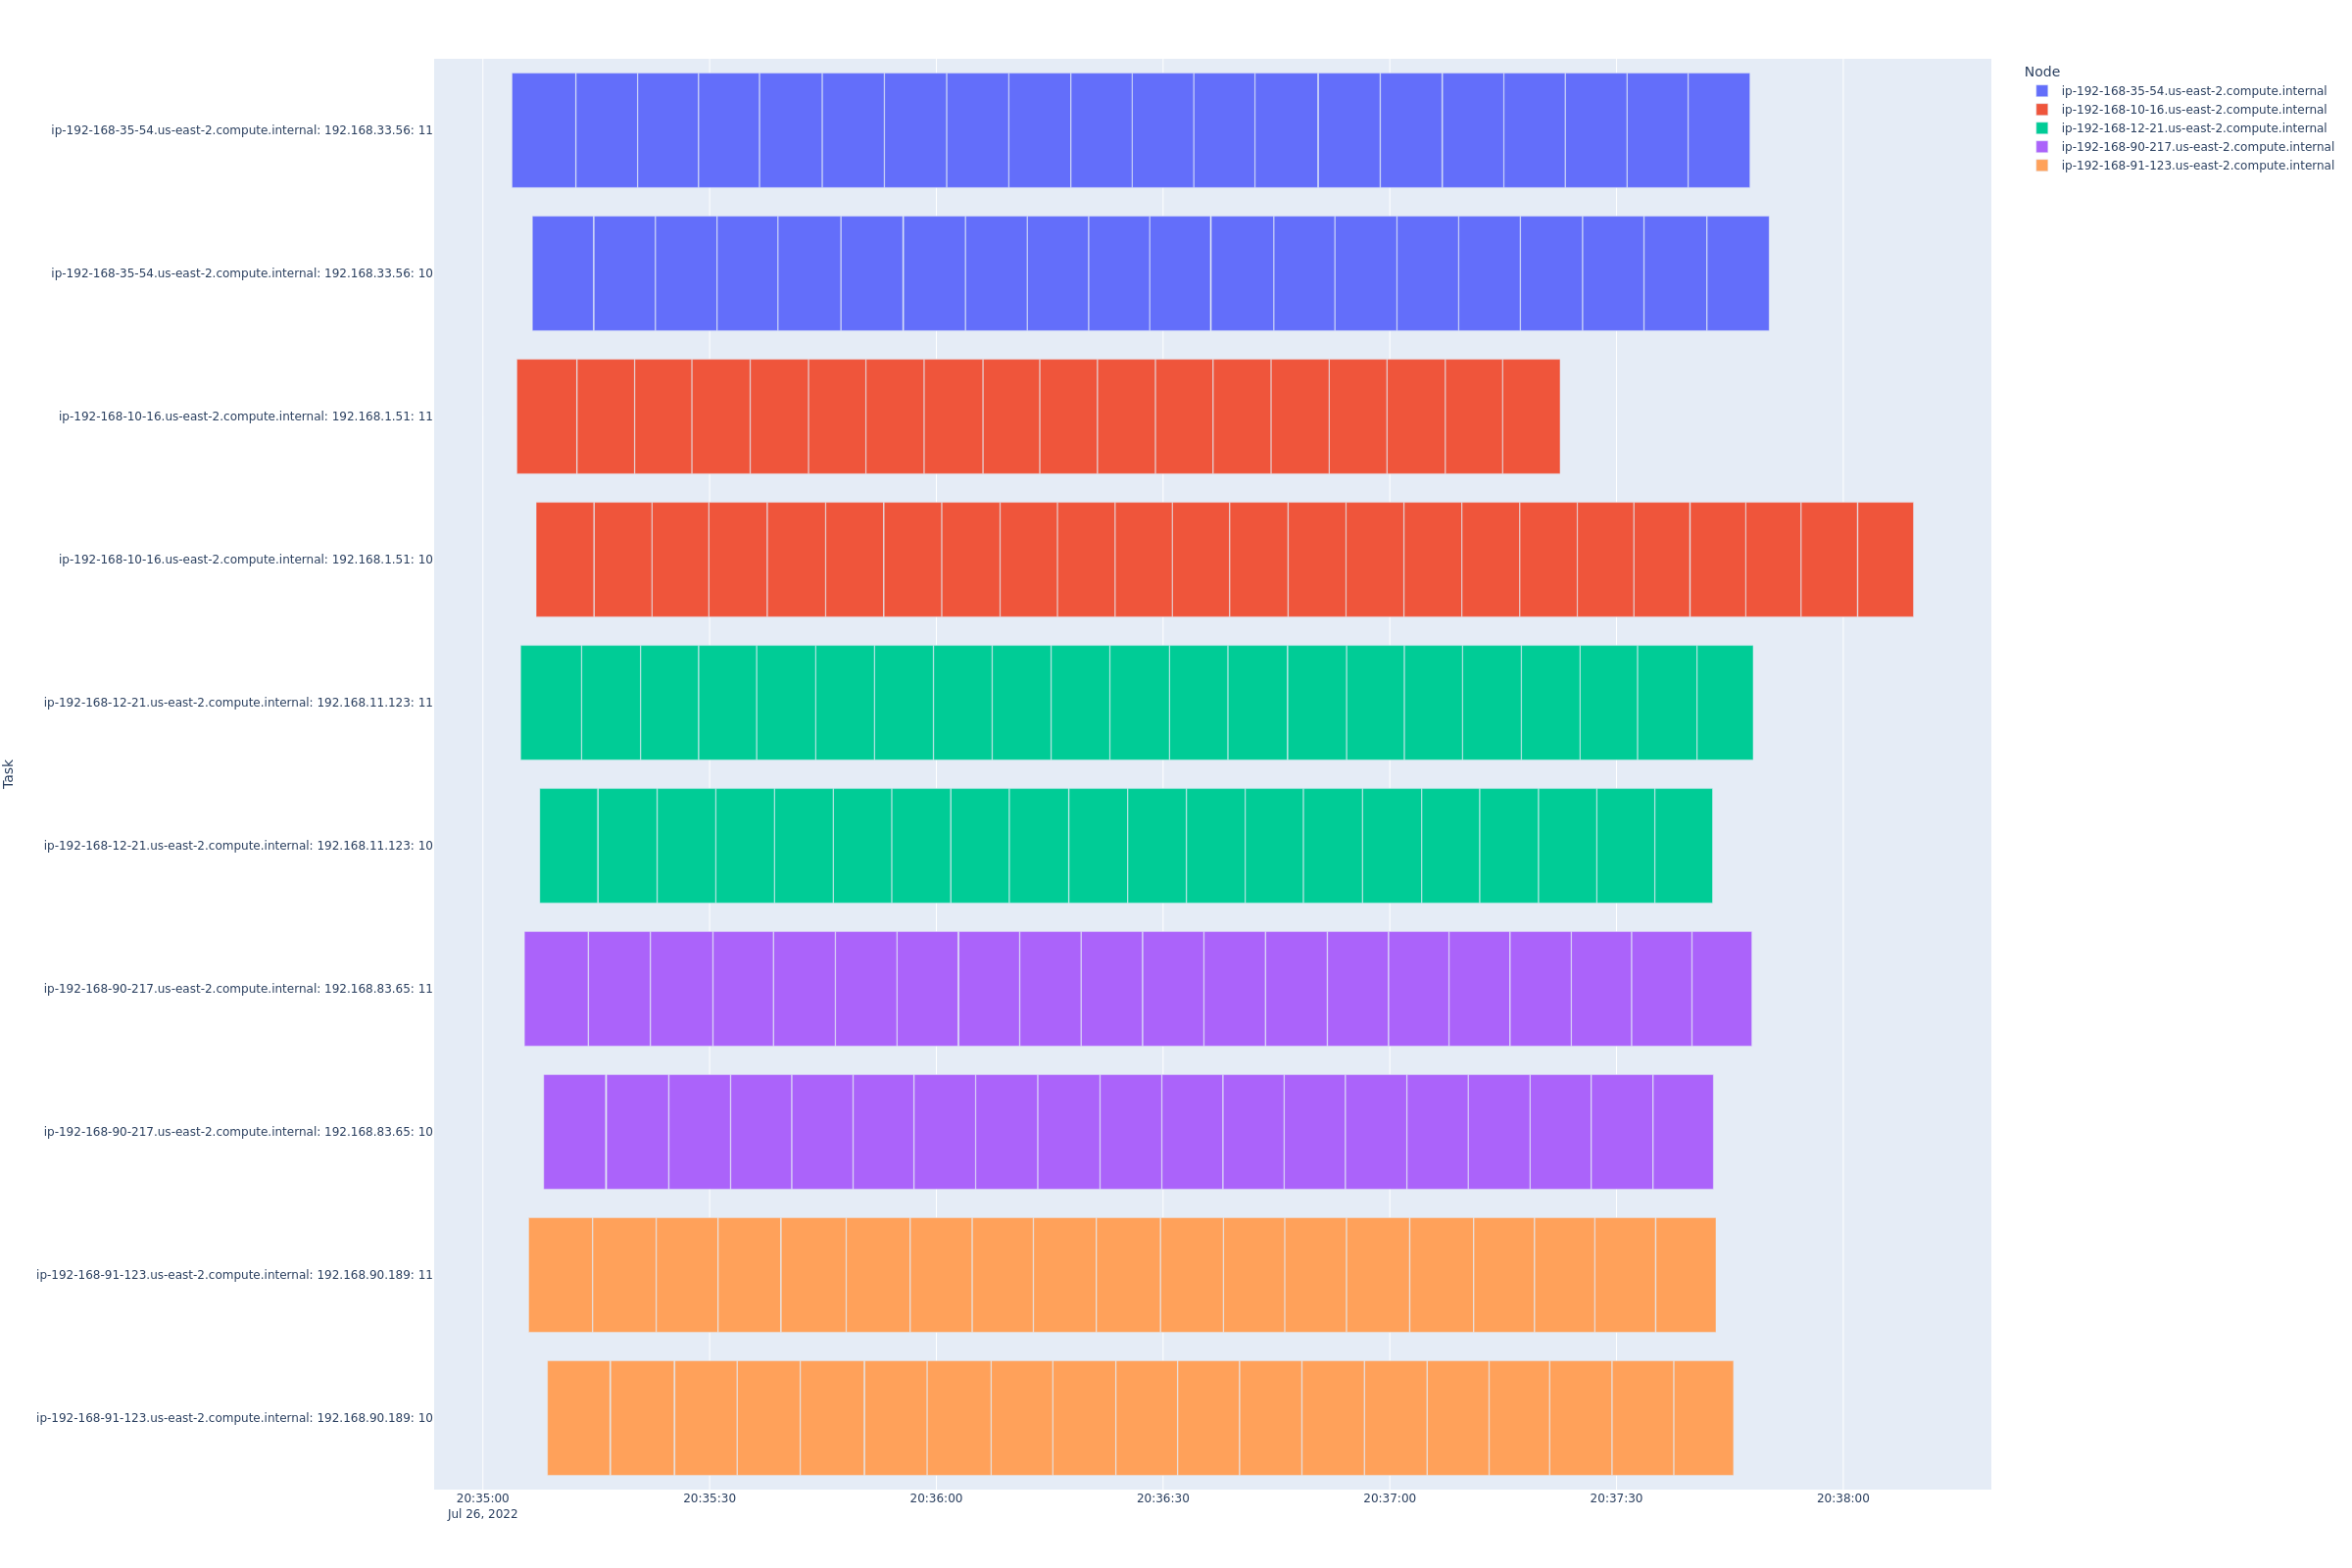 Node
ip-192-168-35-54.us-east-2.compute.internal
ip-192-168-10-16.us-east-2.compute.internal
ip-192-168-12-21.us-east-2.compute.internal
ip-192-168-90-217.us-east-2.compute.internal
ip-192-168-91-123.us-east-2.compute.internal
ip-192-168-35-54.us-east-2.compute.internal: 192.168.33.56: 11
ip-192-168-35-54.us-east-2.compute.internal: 192.168.33.56: 10
ip-192-168-10-16.us-east-2.compute.internal: 192.168.1.51: 11
ip-192-168-10-16.us-east-2.compute.internal: 192.168.1.51: 10
ip-192-168-12-21.us-east-2.compute.internal: 192.168.11.123: 11
Task
ip-192-168-12-21.us-east-2.compute.internal: 192.168.11.123: 10
ip-192-168-90-217.us-east-2.compute.internal: 192.168.83.65: 11
ip-192-168-90-217.us-east-2.compute.internal: 192.168.83.65: 10
ip-192-168-91-123.us-east-2.compute.internal: 192.168.90.189: 11
ip-192-168-91-123.us-east-2.compute.internal: 192.168.90.189: 10
20:35:00 20:35:30 20:36:00 20:36:30 20:37:00 20:37:30 20:38:00
Jul 26, 2022